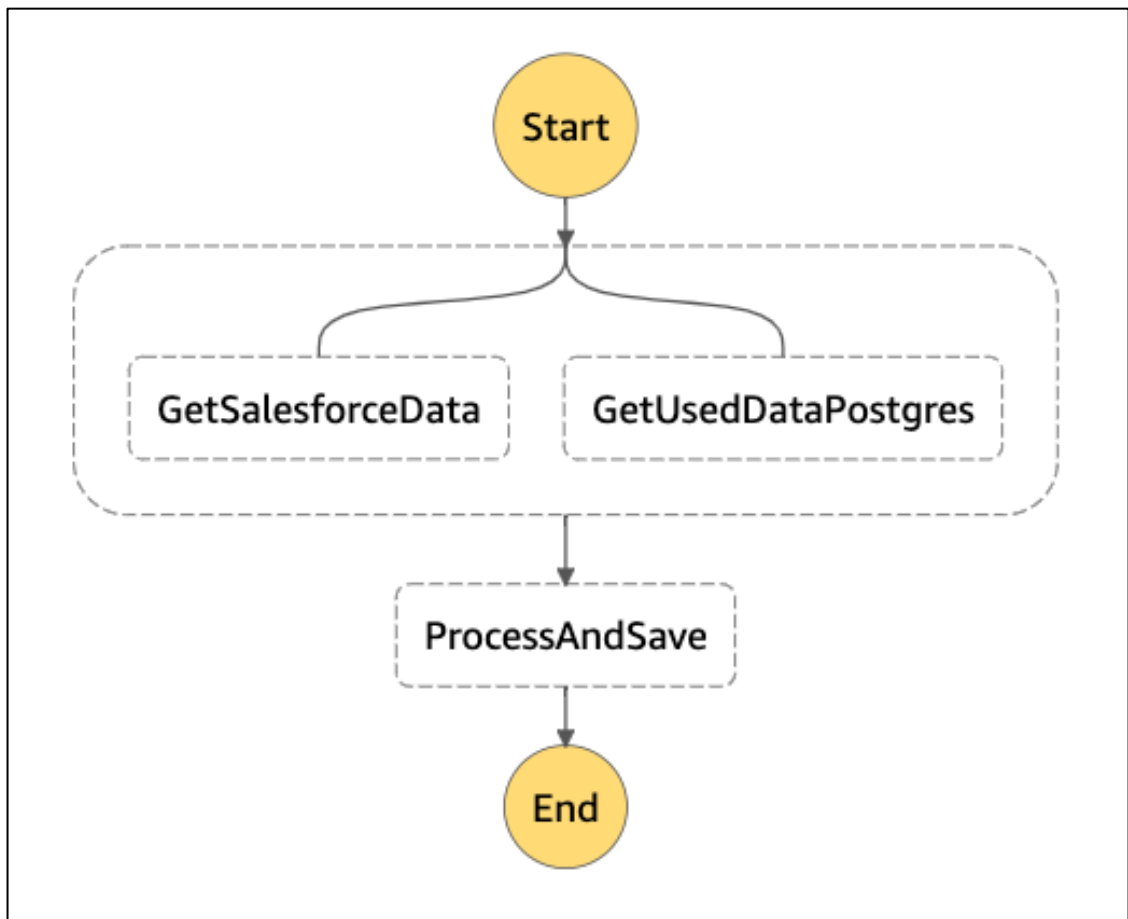 Start
GetSalesforceData
GetUsedDataPostgres
ProcessAndSave
End